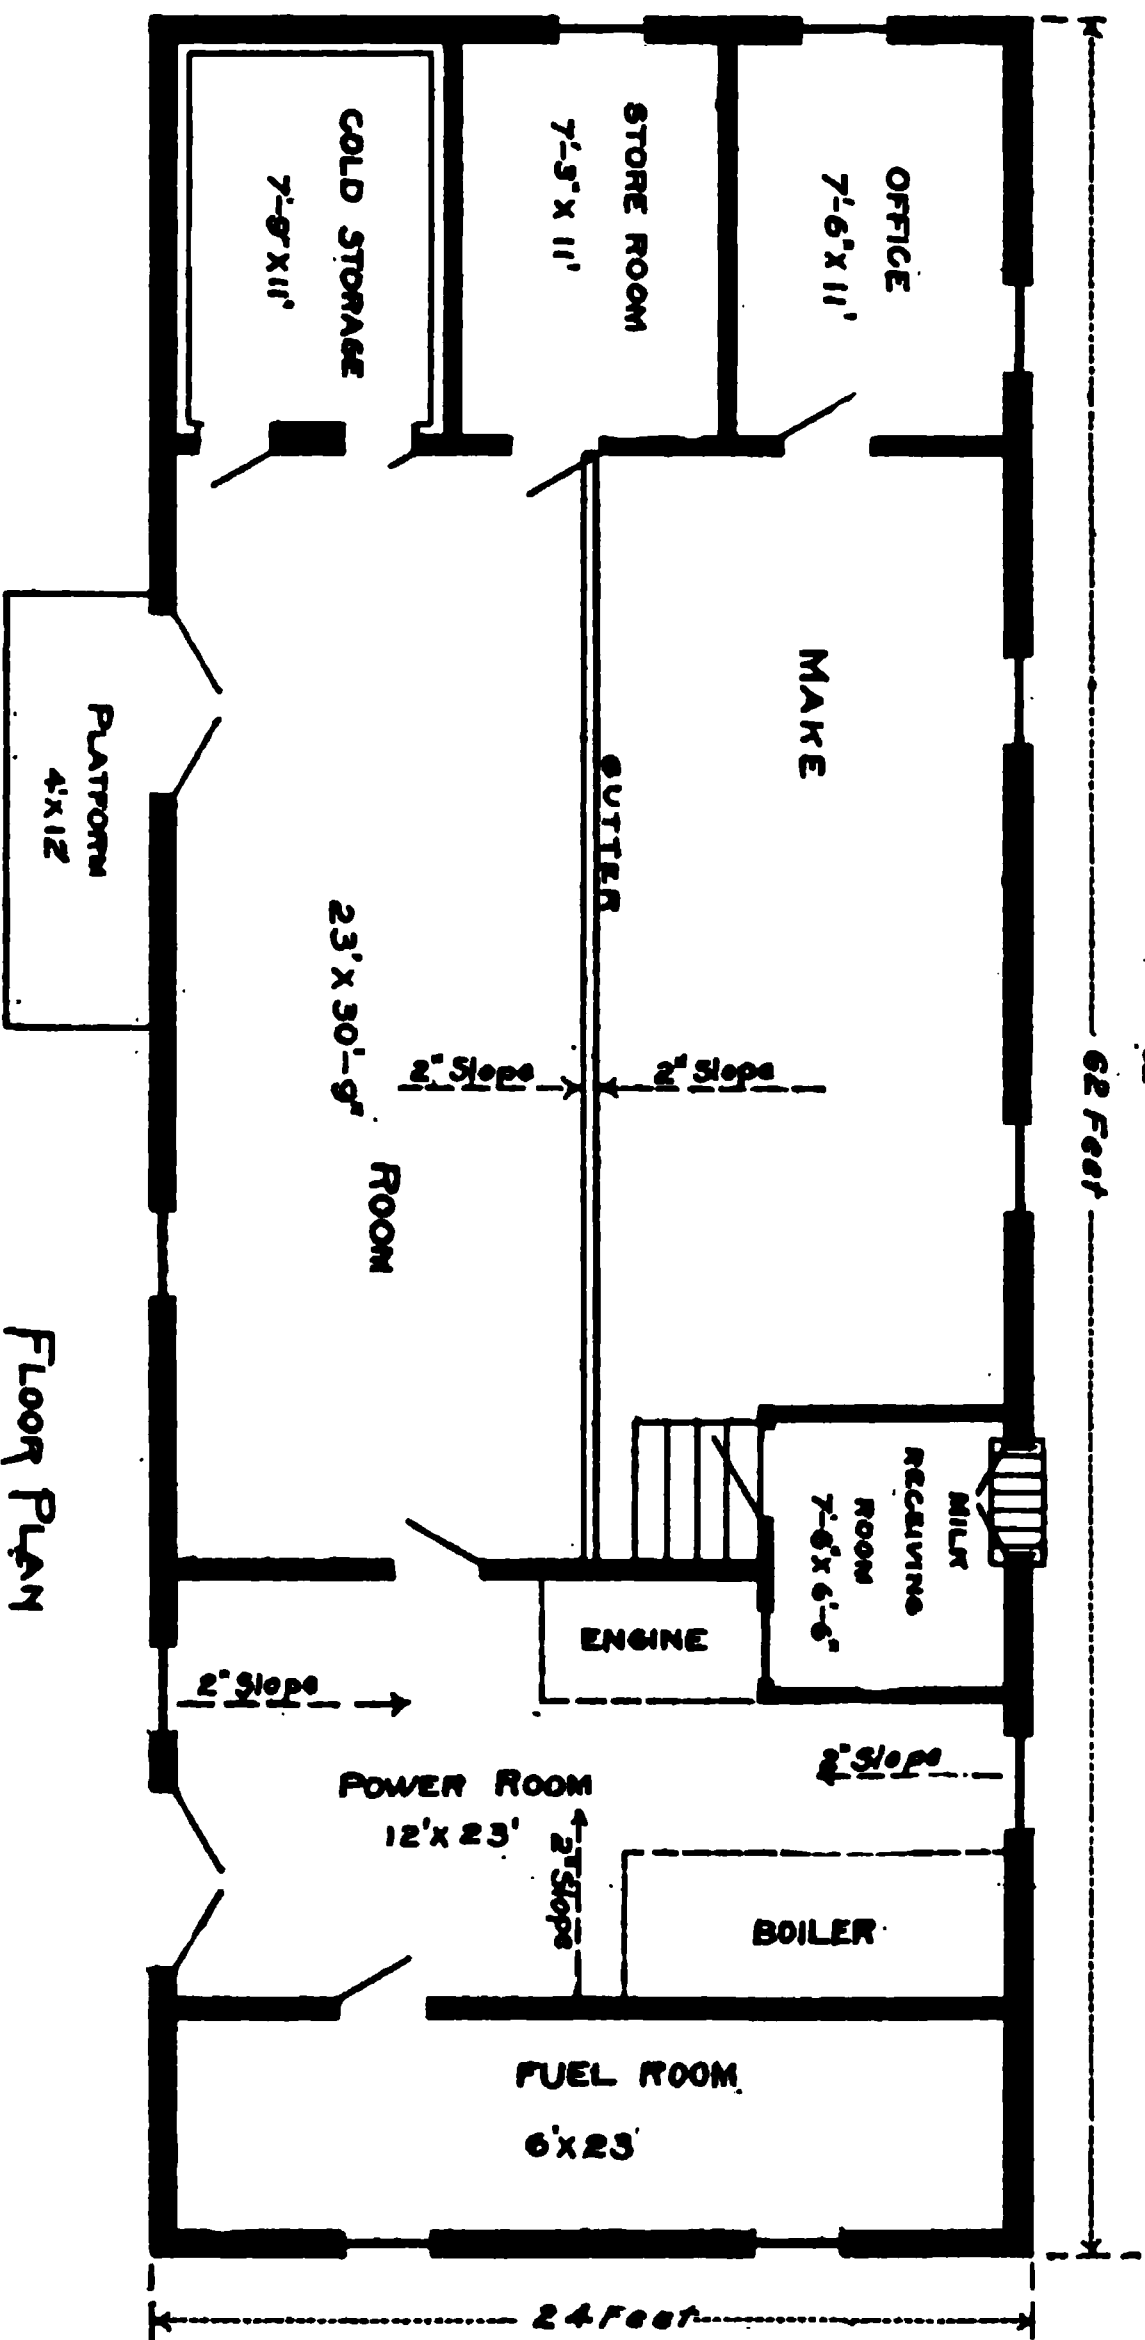 OFFICE
7'-6" X 11'
STORE ROOM
7'-3" X 11'
COLD STORAGE
7'-9" X 11'
MAKE
ROOM
23' X 30'-9"
GUTTER
2" Slope
2" Slope
PLATFORM
4' X 12'
62 Feet
MILK
RECEIVING
ROOM
7'-6" X 6'-6"
ENGINE
2" Slope
2" Slope
POWER ROOM
12' X 23'
2" Slope
BOILER
FUEL ROOM
6' X 23'
24 Feet
FLOOR PLAN